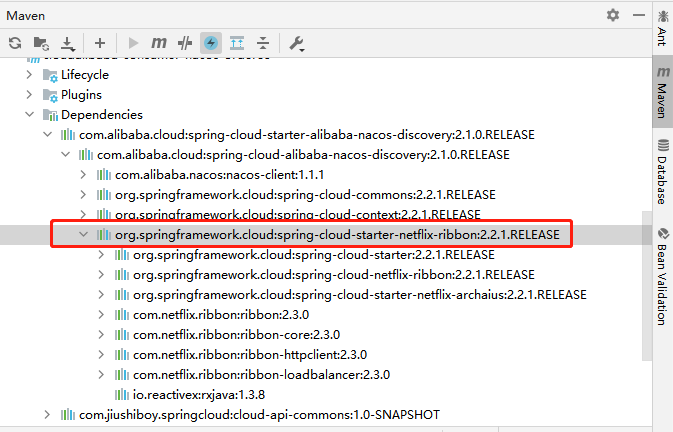 Maven
Lifecycle
Plugins
Dependencies
com.alibaba.cloud:spring-cloud-starter-alibaba-nacos-discovery:2.1.0.RELEASE
com.alibaba.cloud:spring-cloud-alibaba-nacos-discovery:2.1.0.RELEASE
com.alibaba.nacos:nacos-client:1.1.1
org.springframework.cloud:spring-cloud-commons:2.2.1.RELEASE
org.springframework.cloud:spring-cloud-context:2.2.1.RELEASE
org.springframework.cloud:spring-cloud-starter-netflix-ribbon:2.2.1.RELEASE
org.springframework.cloud:spring-cloud-starter:2.2.1.RELEASE
org.springframework.cloud:spring-cloud-netflix-ribbon:2.2.1.RELEASE
org.springframework.cloud:spring-cloud-starter-netflix-archaius:2.2.1.RELEASE
com.netflix.ribbon:ribbon:2.3.0
com.netflix.ribbon:ribbon-core:2.3.0
com.netflix.ribbon:ribbon-httpclient:2.3.0
com.netflix.ribbon:ribbon-loadbalancer:2.3.0
io.reactivex:rxjava:1.3.8
com.jiushiboy.springcloud:cloud-api-commons:1.0-SNAPSHOT
Ant
Maven
Database
Bean Validation